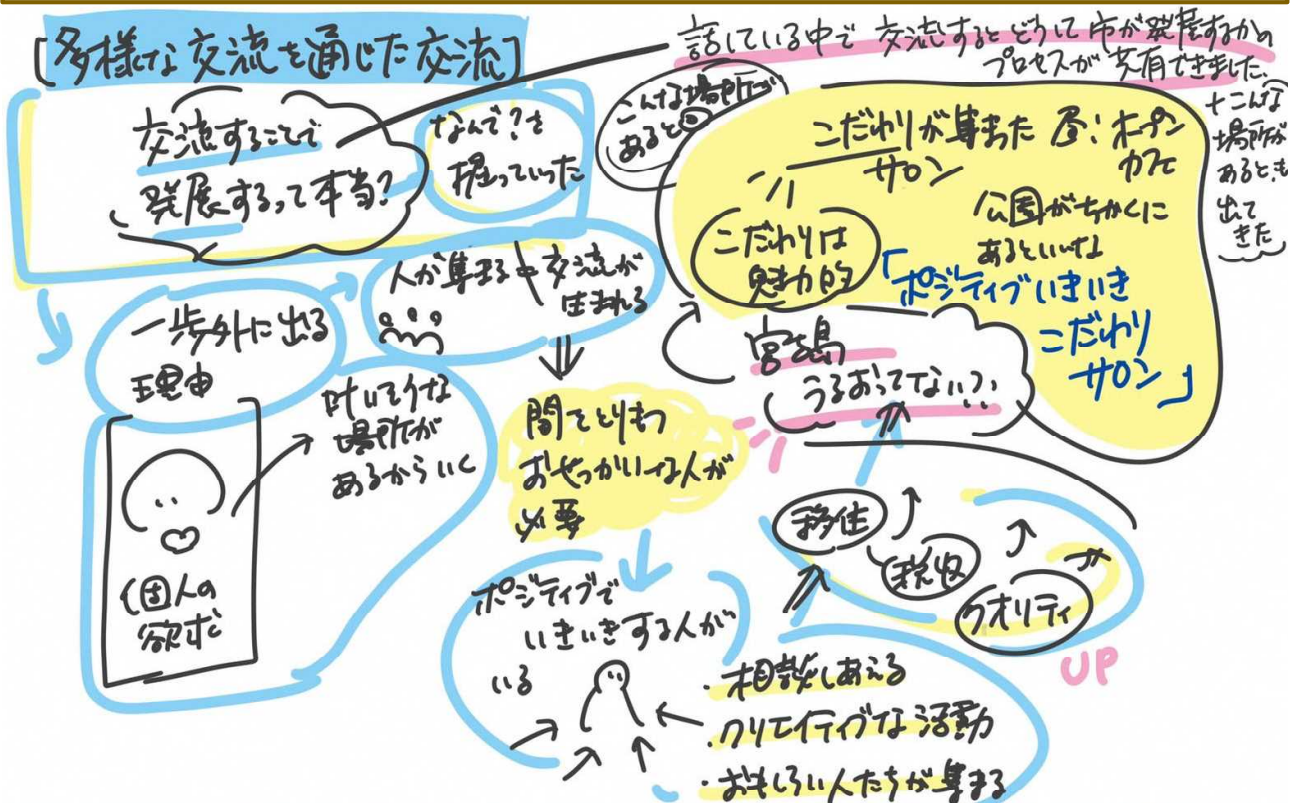 [多様な交流を通じた交流]
話している中で 交流するとどうして市が発展するかの
プロセスが共有できました。
+こんな
場所が
あると、も
出て
きた
交流することで
発展するって本当?
なんで?を
掘っていった
こんな場所が
あると◎
こだわりが集まった
サロン
昼:オープン
カフェ
公園がちかくに
あるといいな
こだわりは
魅力的
「ポジティブいきいき
こだわり
サロン」
人が集まる中 交流が
生まれる
一歩外に出る
理由
叶いそうな
場所が
あるからいく
個人の
欲求
間をとりもつ
おせっかいな人が
必要
うるおってない?
移住
税収
クオリティ
UP
ポジティブで
いきいきする人が
いる
・相談しあえる
・クリエイティブな活動
・おもしろい人たちが集まる